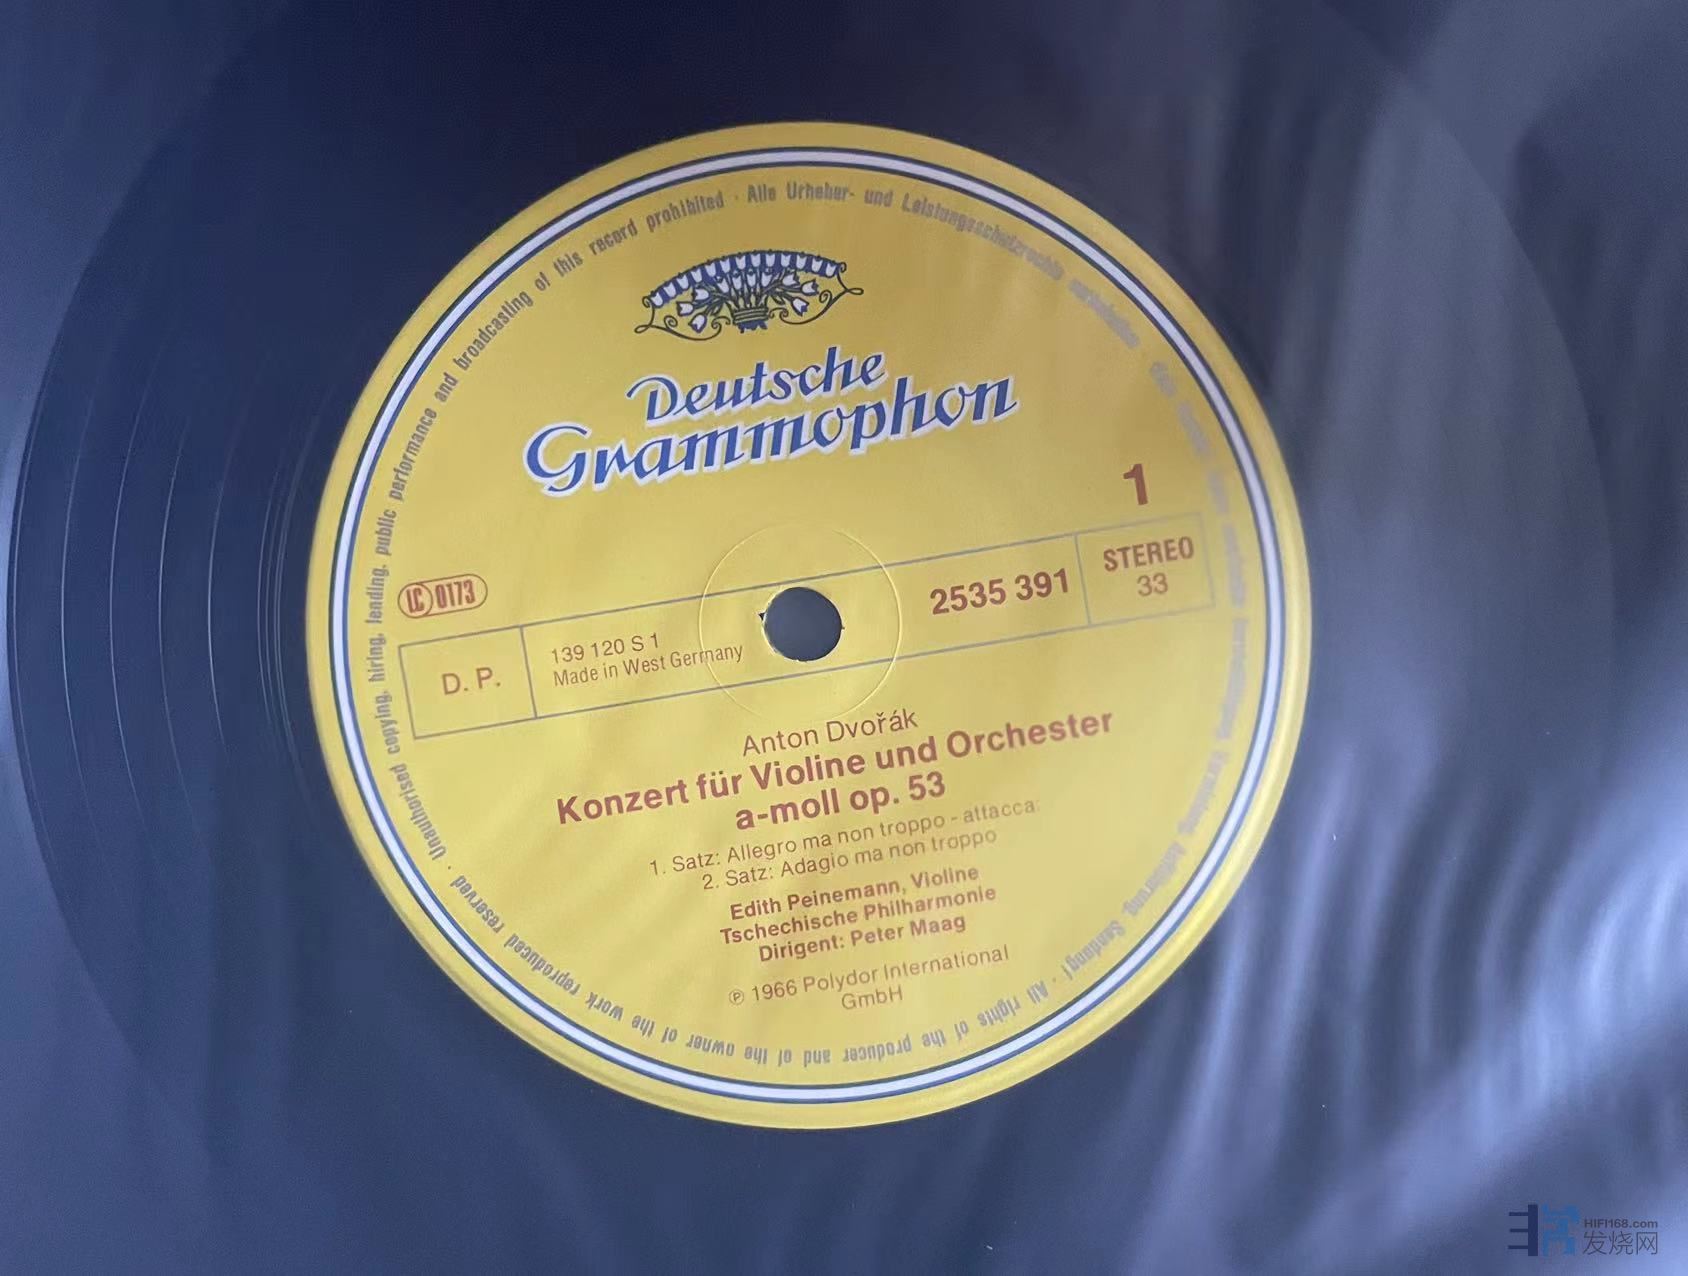 Unauthorised copying, hiring, lending, public performance and broadcasting of this record prohibited · Alle Urheber- und Leistungsschutzrechte
Deutsche
Grammophon
1
LC 0173
STEREO
33
2535 391
139 120 S 1
Made in West Germany
D. P.
Anton Dvořák
Konzert für Violine und Orchester
a-moll op. 53
1. Satz: Allegro ma non troppo - attacca:
2. Satz: Adagio ma non troppo
Edith Peinemann, Violine
Tschechische Philharmonie
Dirigent: Peter Maag
℗ 1966 Polydor International
GmbH
Sendung! · All rights of the producer and of the owner of the work reproduced reserved ·
HIFI168.com
发烧网